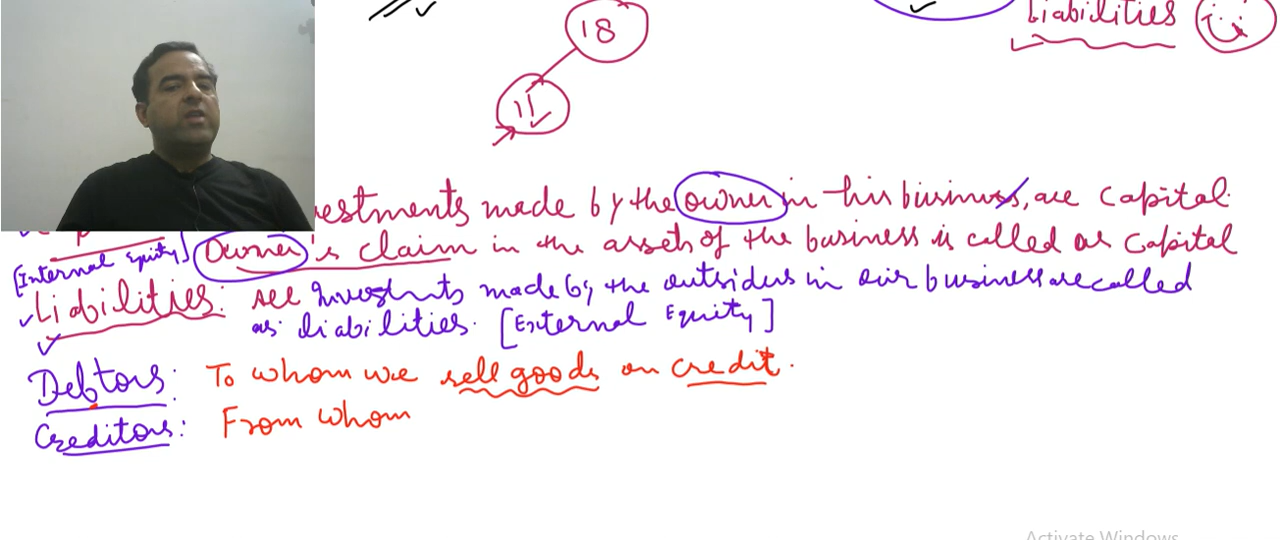 Liabilities
18
11
estments made by the owner in his business, are Capital.
[Internal Equity] Owner's claim in the assets of the business is called as Capital
Liabilities: All Investments made by the outsiders in our business are called
as liabilities. [External Equity]
Debtors: To whom we sell goods on credit.
Creditors: From whom
Activate Windows